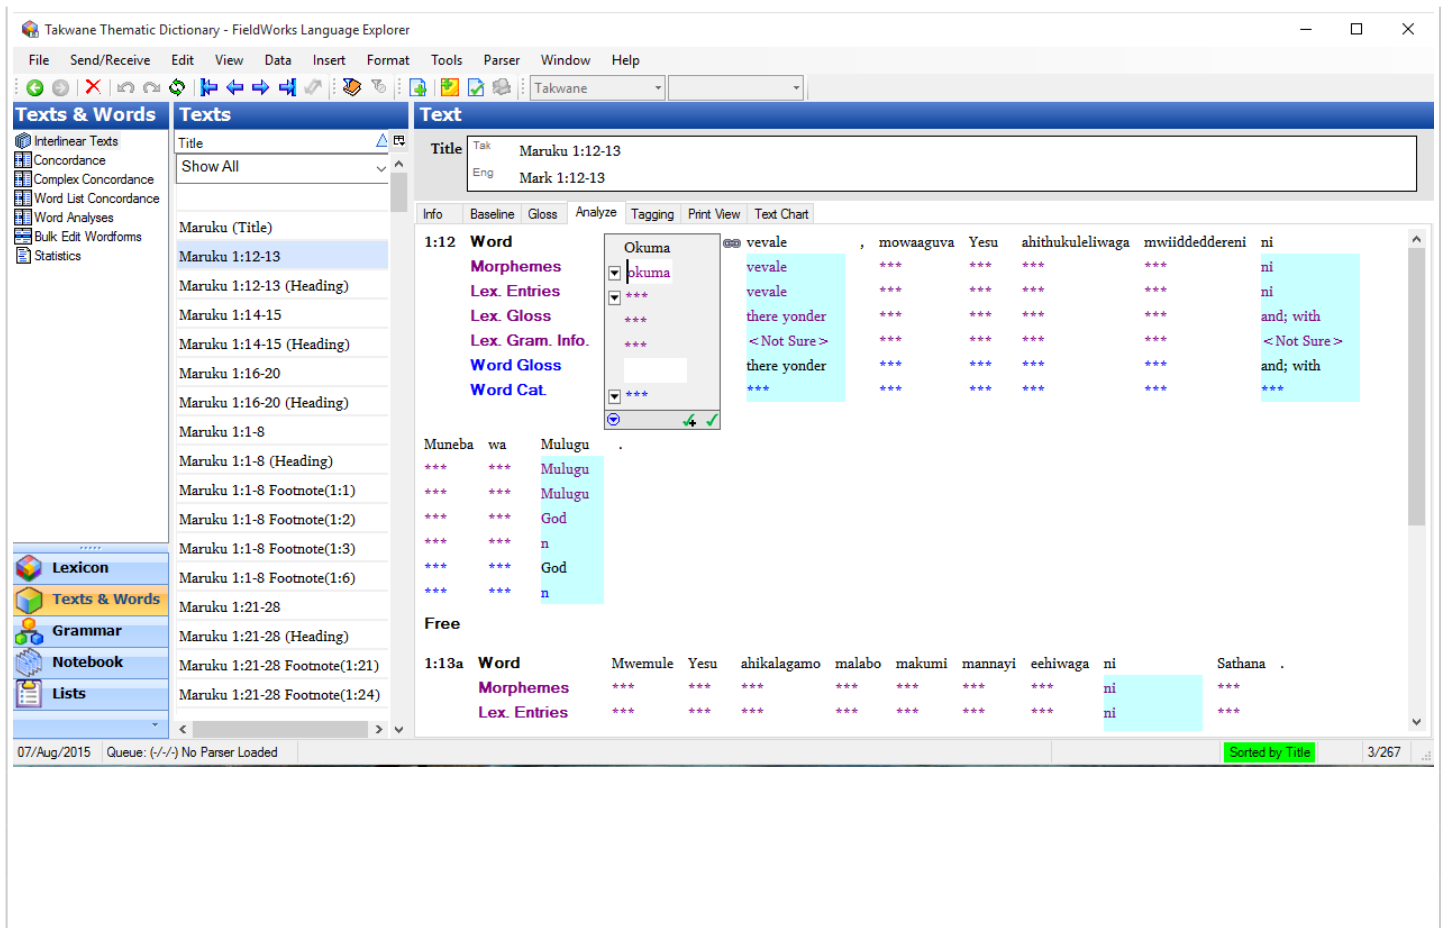 Takwane Thematic Dictionary - FieldWorks Language Explorer
File Send/Receive Edit View Data Insert Format Tools Parser Window Help
Takwane
Texts & Words
Interlinear Texts
Concordance
Complex Concordance
Word List Concordance
Word Analyses
Bulk Edit Wordforms
Statistics
Lexicon
Texts & Words
Grammar
Notebook
Lists
Texts
Title
Show All
Maruku (Title)
Maruku 1:12-13
Maruku 1:12-13 (Heading)
Maruku 1:14-15
Maruku 1:14-15 (Heading)
Maruku 1:16-20
Maruku 1:16-20 (Heading)
Maruku 1:1-8
Maruku 1:1-8 (Heading)
Maruku 1:1-8 Footnote(1:1)
Maruku 1:1-8 Footnote(1:2)
Maruku 1:1-8 Footnote(1:3)
Maruku 1:1-8 Footnote(1:6)
Maruku 1:21-28
Maruku 1:21-28 (Heading)
Maruku 1:21-28 Footnote(1:21)
Maruku 1:21-28 Footnote(1:24)
Text
Title Tak Maruku 1:12-13
Eng Mark 1:12-13
Info Baseline Gloss Analyze Tagging Print View Text Chart
1:12 Word Okuma vevale , mowaaguva Yesu ahithukuleliwaga mwiiddeddereni ni
Morphemes okuma vevale *** *** *** *** ni
Lex. Entries *** vevale *** *** *** *** ni
Lex. Gloss *** there yonder *** *** *** *** and; with
Lex. Gram. Info. *** <Not Sure> *** *** *** *** <Not Sure>
Word Gloss there yonder *** *** *** *** and; with
Word Cat. *** *** *** *** *** *** ***
Muneba wa Mulugu .
*** *** Mulugu
*** *** Mulugu
*** *** God
*** *** n
*** *** God
*** *** n
Free
1:13a Word Mwemule Yesu ahikalagamo malabo makumi mannayi eehiwaga ni Sathana .
Morphemes *** *** *** *** *** *** *** ni ***
Lex. Entries *** *** *** *** *** *** *** ni ***
07/Aug/2015 Queue: (-/-/-) No Parser Loaded Sorted by Title 3/267